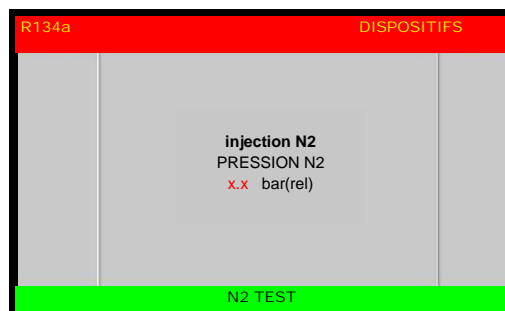 R134a DISPOSITIFS
injection N2
PRESSION N2
x.x bar(rel)
N2 TEST